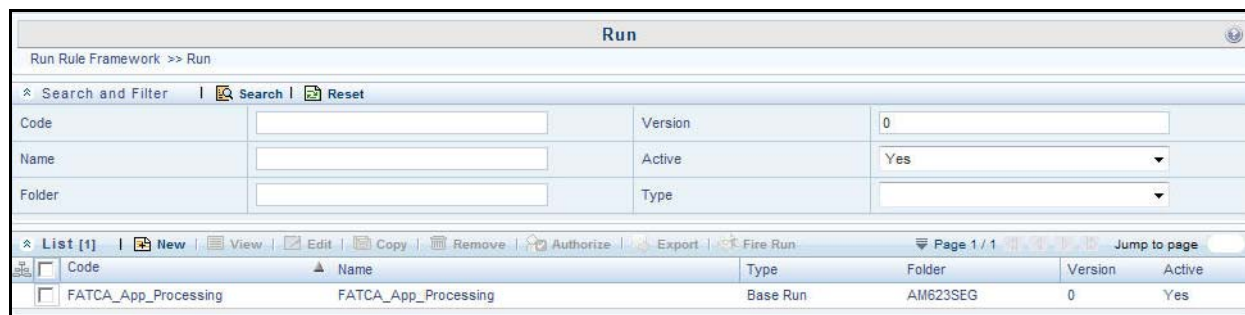 Run
Run Rule Framework >> Run
Search and Filter | Search | Reset
Code Version 0
Name Active Yes
Folder Type
List [1] | New | View | Edit | Copy | Remove | Authorize | Export | Fire Run Page 1 / 1 Jump to page
Code Name Type Folder Version Active
FATCA_App_Processing FATCA_App_Processing Base Run AM623SEG 0 Yes